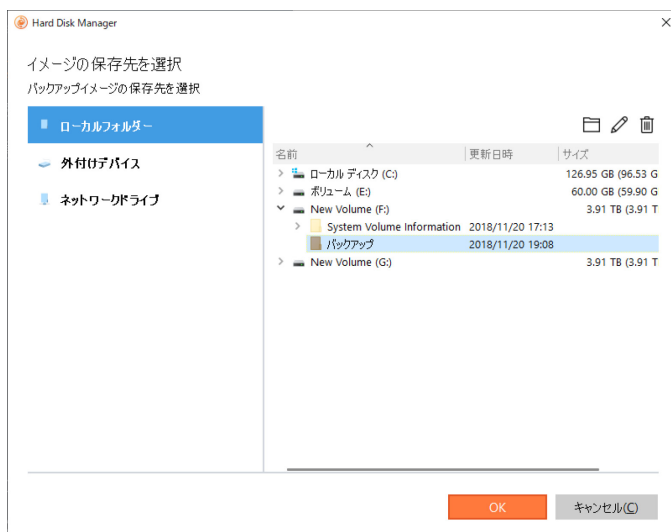 Hard Disk Manager
イメージの保存先を選択
バックアップイメージの保存先を選択
ローカルフォルダー
外付けデバイス
ネットワークドライブ
名前 更新日時 サイズ
ローカル ディスク (C:) 126.95 GB (96.53 G
ボリューム (E:) 60.00 GB (59.90 G
New Volume (F:) 3.91 TB (3.91 T
System Volume Information 2018/11/20 17:13
バックアップ 2018/11/20 19:08
New Volume (G:) 3.91 TB (3.91 T
OK キャンセル(C)